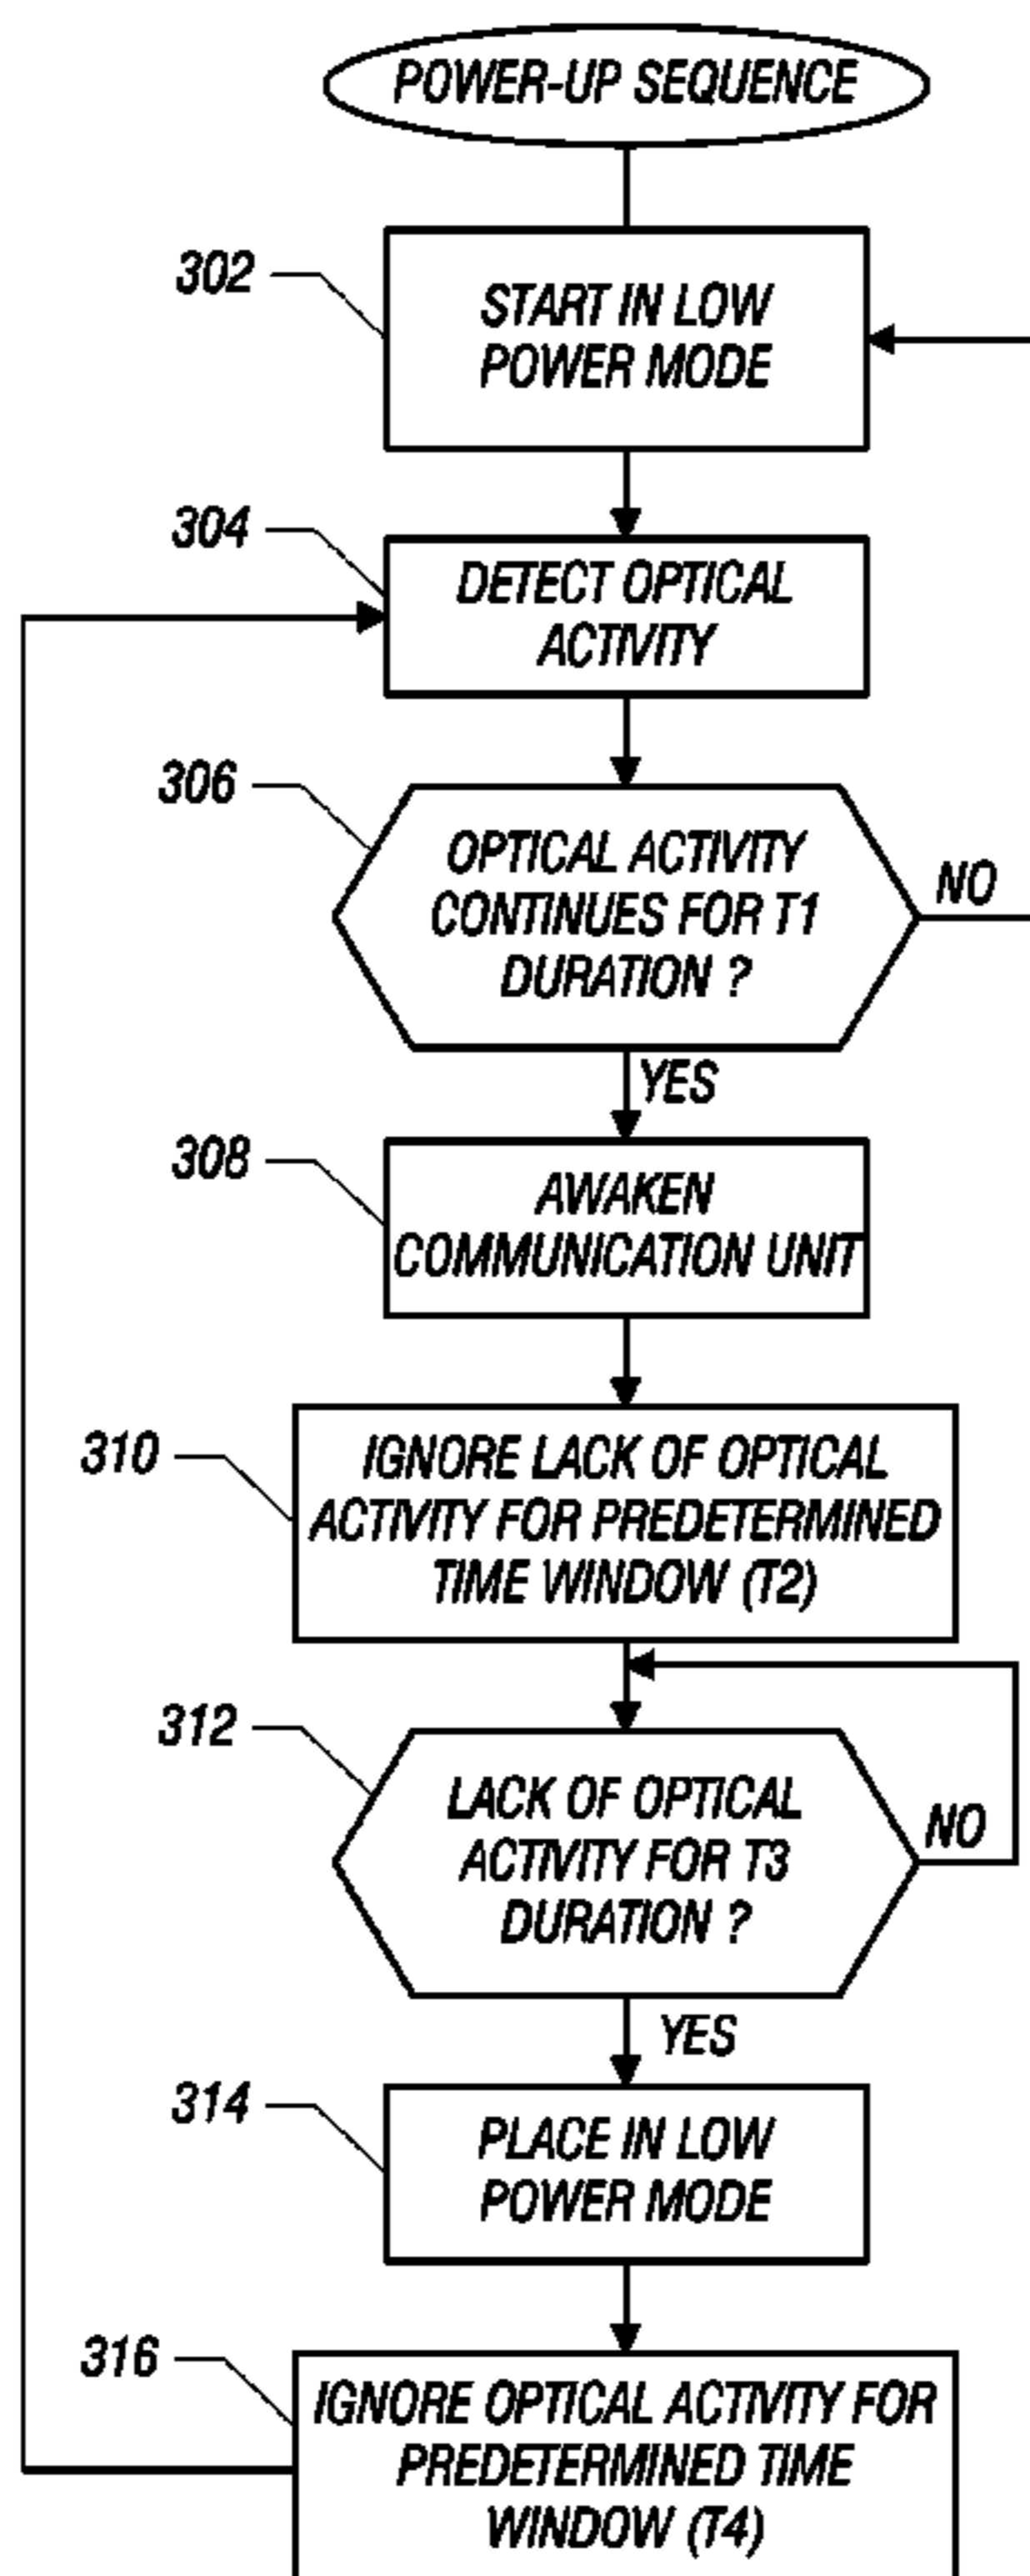 POWER-UP SEQUENCE
302
START IN LOW
POWER MODE
304
DETECT OPTICAL
ACTIVITY
306
OPTICAL ACTIVITY
CONTINUES FOR T1
DURATION ?
NO
YES
308
AWAKEN
COMMUNICATION UNIT
310
IGNORE LACK OF OPTICAL
ACTIVITY FOR PREDETERMINED
TIME WINDOW (T2)
312
LACK OF OPTICAL
ACTIVITY FOR T3
DURATION ?
NO
YES
314
PLACE IN LOW
POWER MODE
316
IGNORE OPTICAL ACTIVITY FOR
PREDETERMINED TIME
WINDOW (T4)